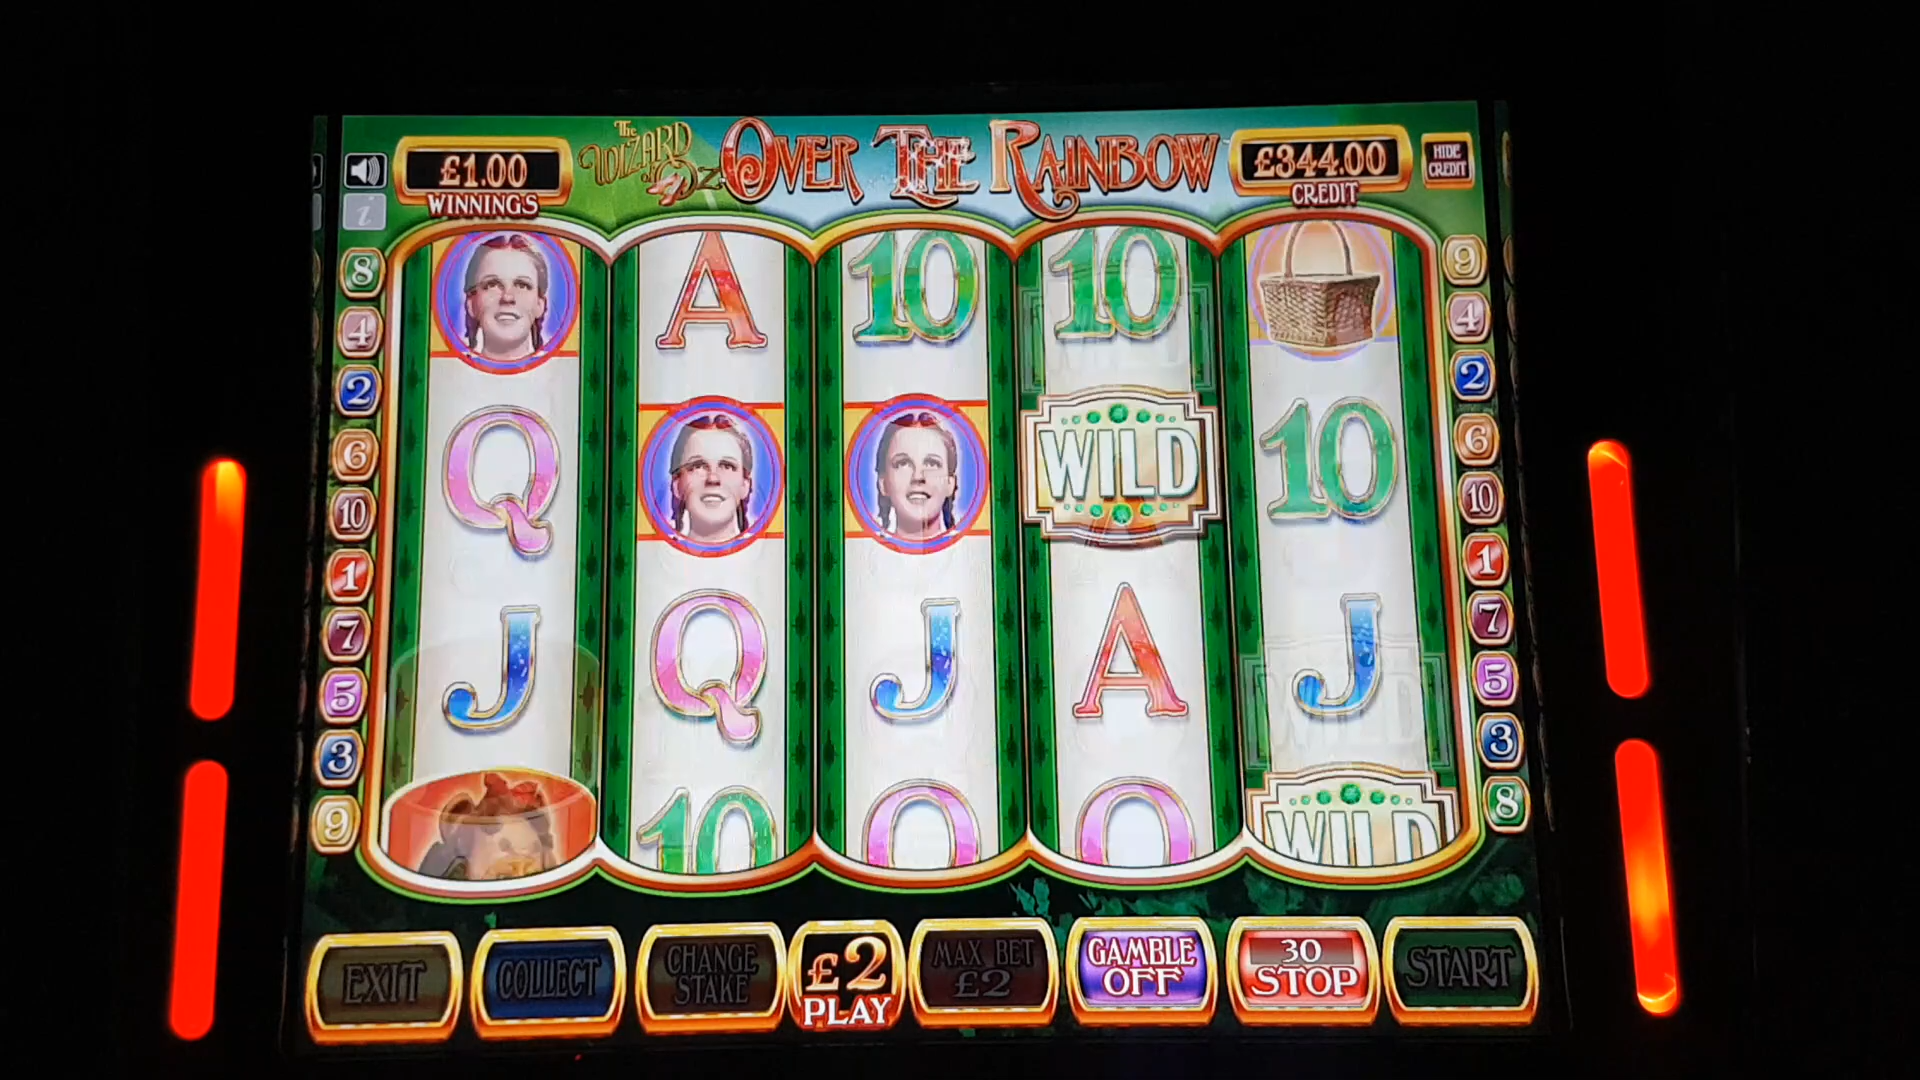 £1.00
WINNINGS
The
WIZARD
of Oz
OVER THE RAINBOW
£344.00
CREDIT
HIDE
CREDIT
i
8
4
2
6
10
1
7
5
3
9
A
10
10
Q
WILD
10
J
Q
J
A
J
10
Q
Q
WILD
9
4
2
6
10
1
7
5
3
8
EXIT
COLLECT
CHANGE
STAKE
£2
PLAY
MAX BET
£2
GAMBLE
OFF
30
STOP
START